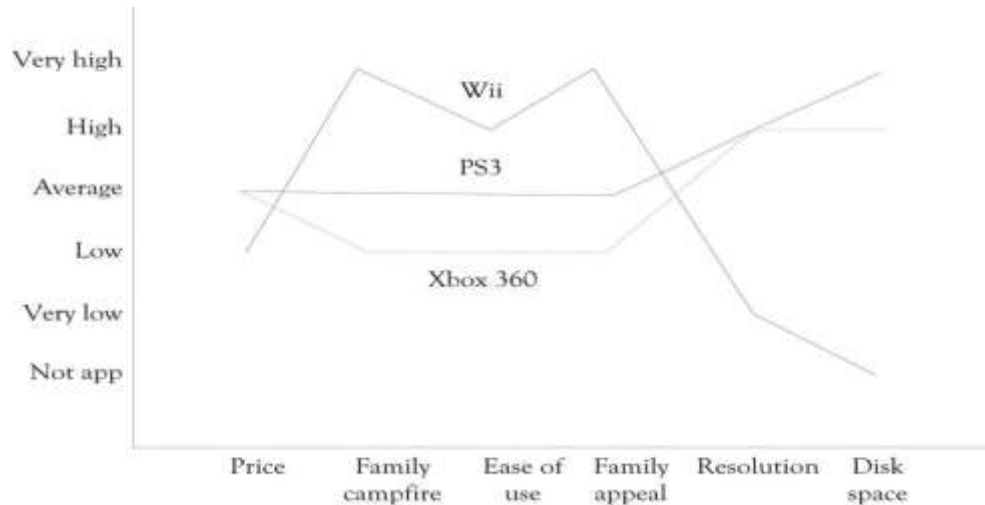 Very high
High
Average
Low
Very low
Not app
Wii
PS3
Xbox 360
Price
Family
campfire
Ease of
use
Family
appeal
Resolution
Disk
space